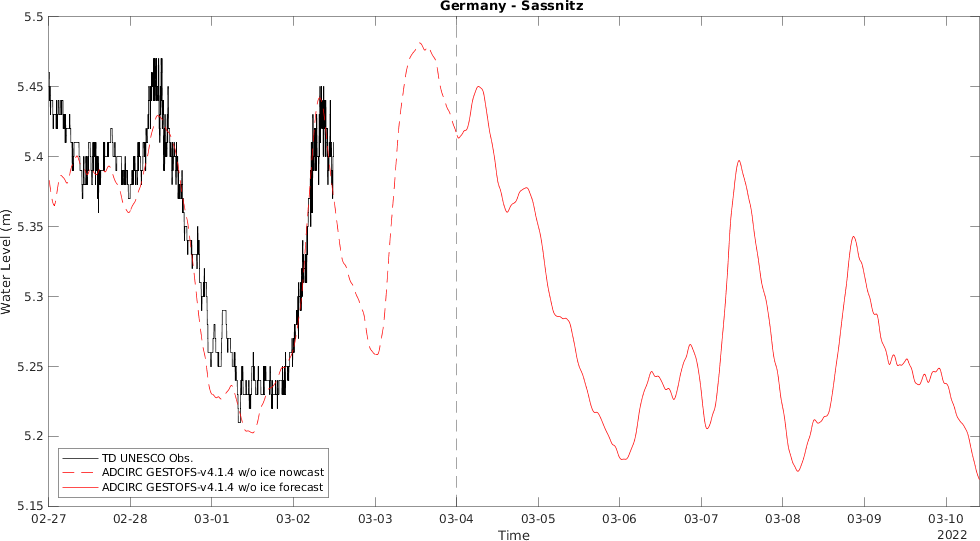 Germany - Sassnitz
5.5
5.45
5.4
5.35
5.3
5.25
5.2
5.15
Water Level (m)
TD UNESCO Obs.
ADCIRC GESTOFS-v4.1.4 w/o ice nowcast
ADCIRC GESTOFS-v4.1.4 w/o ice forecast
02-27 02-28 03-01 03-02 03-03 03-04 03-05 03-06 03-07 03-08 03-09 03-10
Time
2022